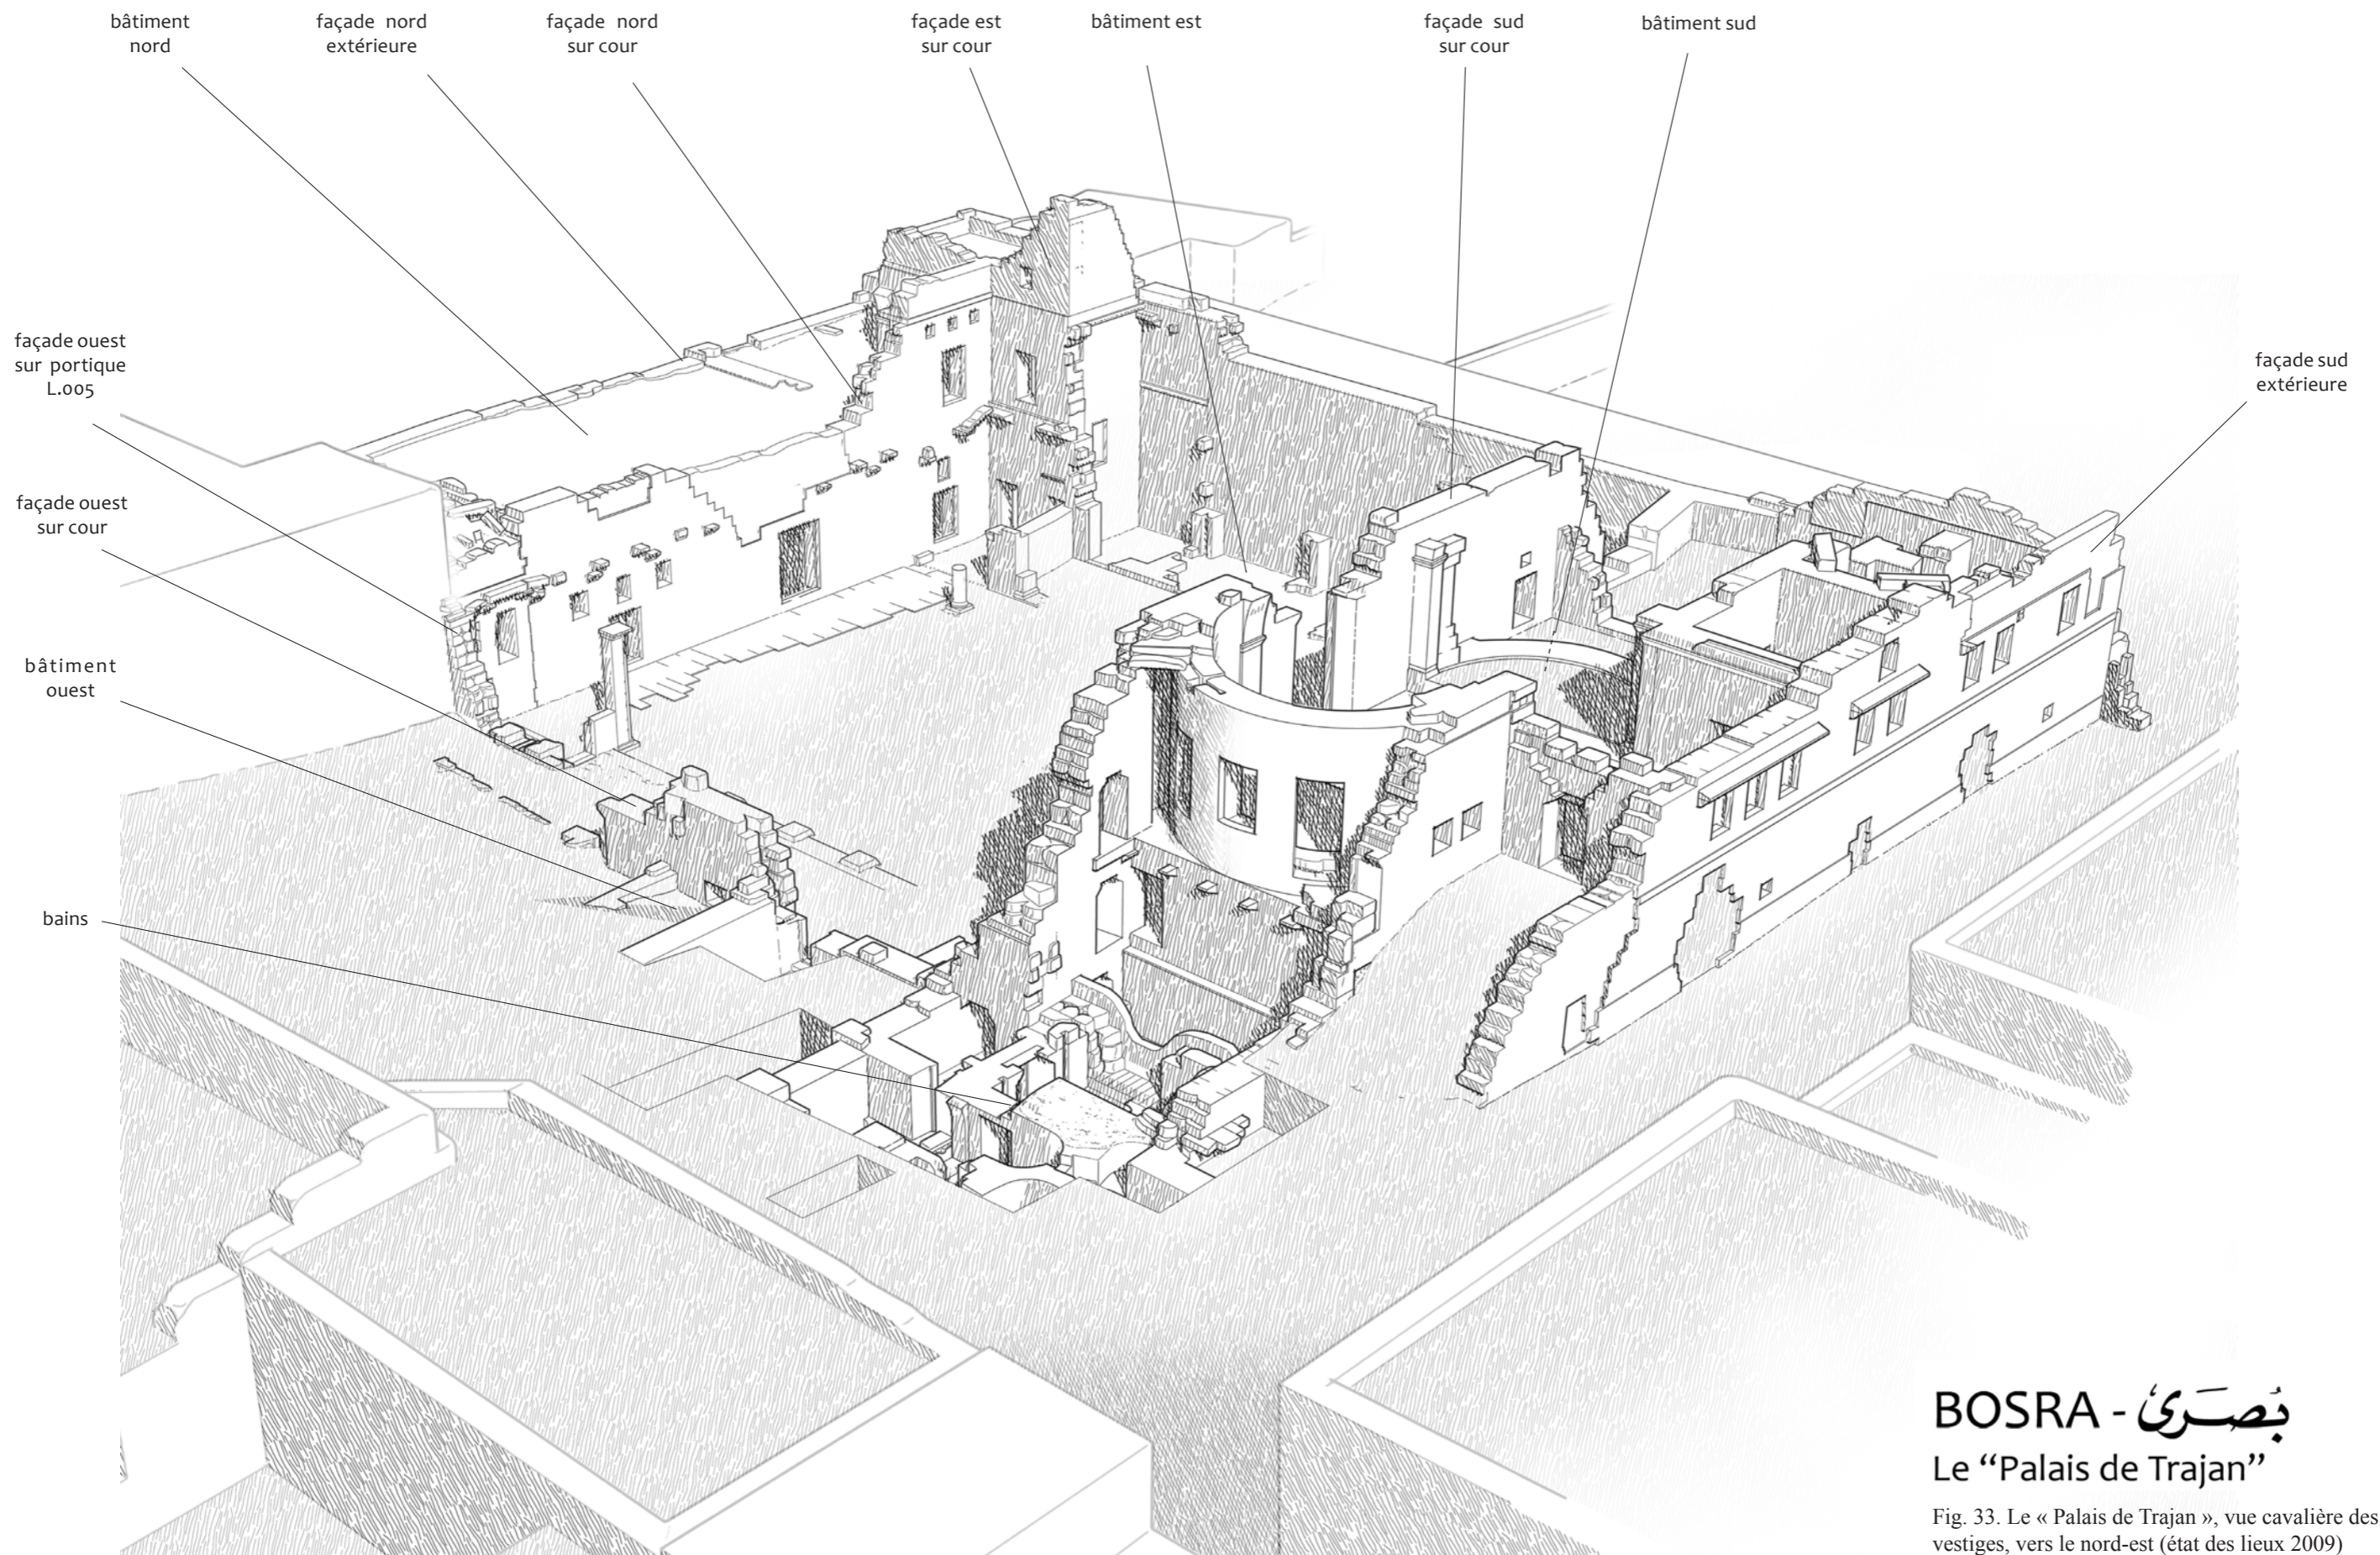 bâtiment
nord
façade nord
extérieure
façade nord
sur cour
façade est
sur cour
bâtiment est
façade sud
sur cour
bâtiment sud
façade ouest
sur portique
L.005
façade sud
extérieure
façade ouest
sur cour
bâtiment
ouest
bains
BOSRA - بُصـَرىٰ
Le “Palais de Trajan”
Fig. 33. Le « Palais de Trajan », vue cavalière des
vestiges, vers le nord-est (état des lieux 2009)